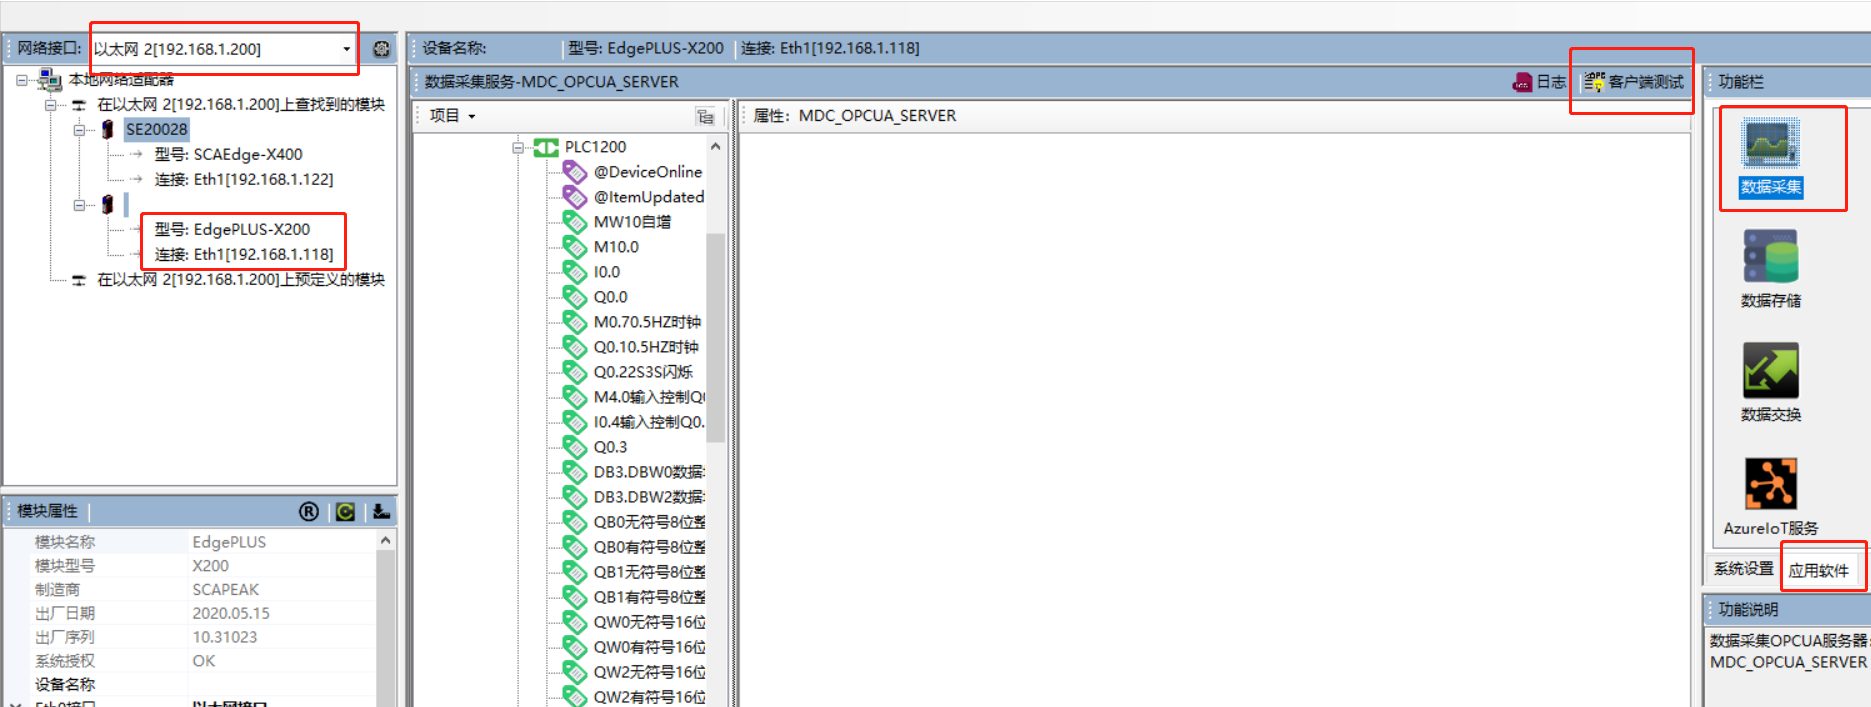 网络接口: 以太网 2[192.168.1.200]
本地网络适配器
在以太网 2[192.168.1.200]上查找到的模块
SE20028
型号: SCAEdge-X400
连接: Eth1[192.168.1.122]
型号: EdgePLUS-X200
连接: Eth1[192.168.1.118]
在以太网 2[192.168.1.200]上预定义的模块
模块属性
模块名称 EdgePLUS
模块型号 X200
制造商 SCAPEAK
出厂日期 2020.05.15
出厂序列 10.31023
系统授权 OK
设备名称
Eth0接口 以太网接口
设备名称: 型号: EdgePLUS-X200 连接: Eth1[192.168.1.118]
数据采集服务-MDC_OPCUA_SERVER 日志 客户端测试
项目
PLC1200
@DeviceOnline
@ItemUpdated
MW10自增
M10.0
I0.0
Q0.0
M0.70.5HZ时钟
Q0.10.5HZ时钟
Q0.22S3S闪烁
M4.0输入控制Q
I0.4输入控制Q0.
Q0.3
DB3.DBW0数据
DB3.DBW2数据
QB0无符号8位整
QB0有符号8位整
QB1无符号8位整
QB1有符号8位整
QW0无符号16位
QW0有符号16位
QW2无符号16位
QW2有符号16位
属性: MDC_OPCUA_SERVER
功能栏
数据采集
数据存储
数据交换
AzureIoT服务
系统设置 应用软件
功能说明
数据采集OPCUA服务器:
MDC_OPCUA_SERVER